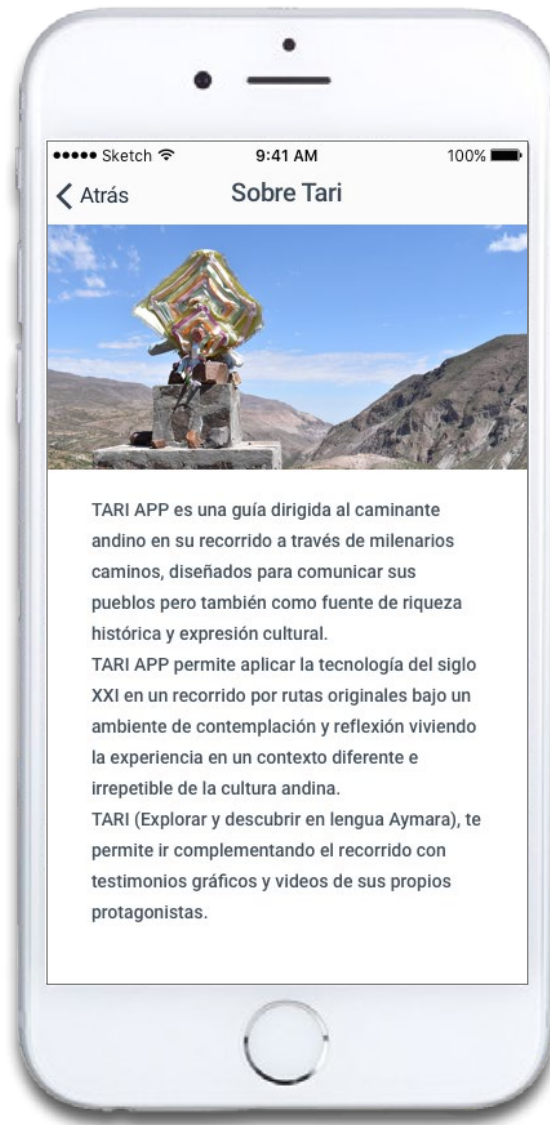 Sketch 9:41 AM 100%
Atrás Sobre Tari
TARI APP es una guía dirigida al caminante
andino en su recorrido a través de milenarios
caminos, diseñados para comunicar sus
pueblos pero también como fuente de riqueza
histórica y expresión cultural.
TARI APP permite aplicar la tecnología del siglo
XXI en un recorrido por rutas originales bajo un
ambiente de contemplación y reflexión viviendo
la experiencia en un contexto diferente e
irrepetible de la cultura andina.
TARI (Explorar y descubrir en lengua Aymara), te
permite ir complementando el recorrido con
testimonios gráficos y videos de sus propios
protagonistas.